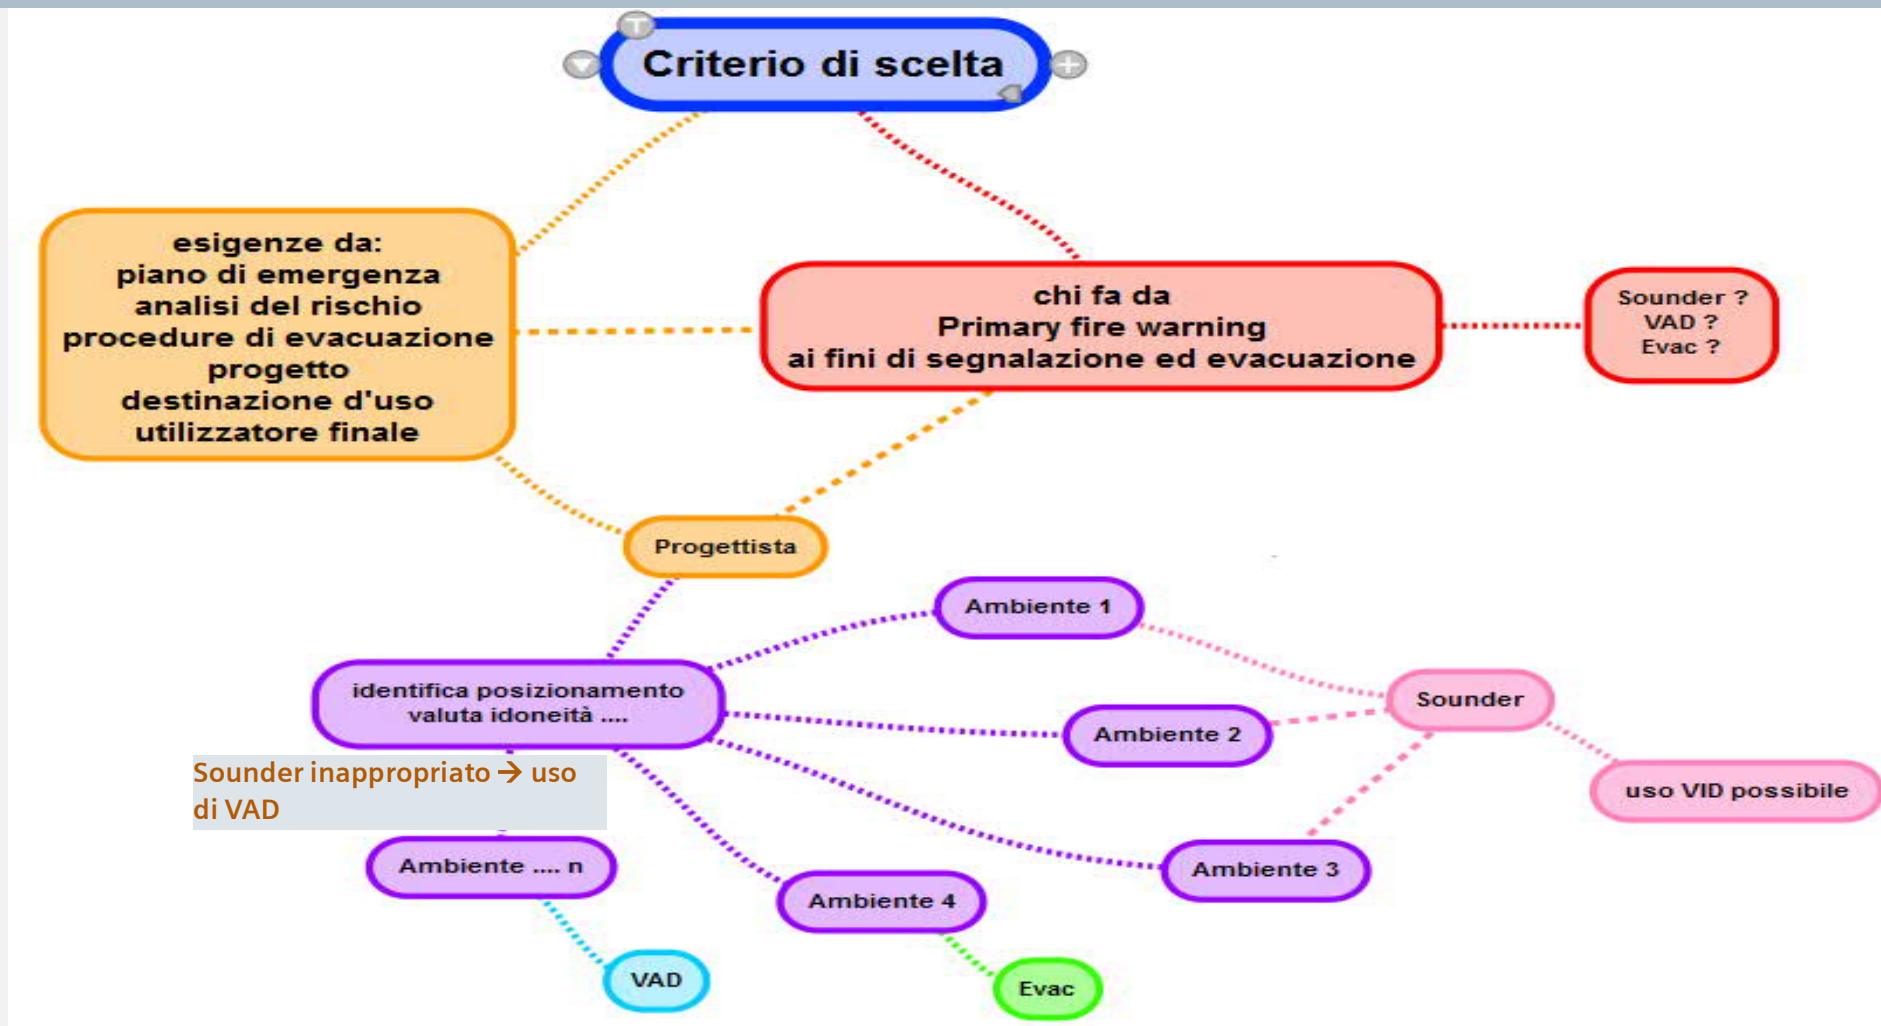 Criterio di scelta
esigenze da:
piano di emergenza
analisi del rischio
procedure di evacuazione
progetto
destinazione d'uso
utilizzatore finale
chi fa da
Primary fire warning
ai fini di segnalazione ed evacuazione
Sounder ?
VAD ?
Evac ?
Progettista
identifica posizionamento
valuta idoneità ....
Ambiente 1
Ambiente 2
Sounder
uso VID possibile
Sounder inappropriato → uso
di VAD
Ambiente .... n
Ambiente 4
Ambiente 3
VAD
Evac